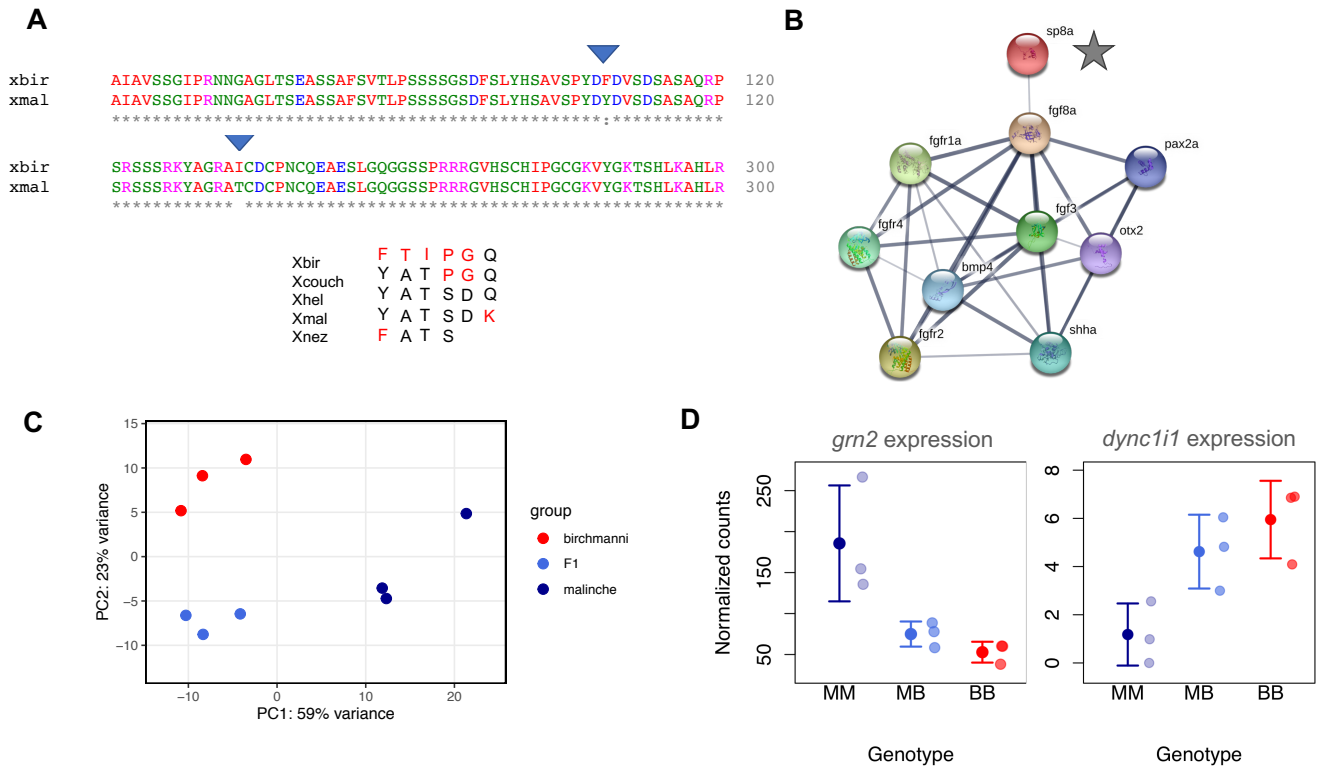 A
xbir AIAVSSGIPRNNGAGLTSEASSAFSVTLPSSSSGSDFSLYHSAVSPYDFDVSDSASAQRP 120
xmal AIAVSSGIPRNNGAGLTSEASSAFSVTLPSSSSGSDFSLYHSAVSPYDYDVSDSASAQRP 120
************************************************:***********
xbir SRSSSRKYAGRAICDCPNCQEAESLGQGGSSPRRRGVHSCHIPGCGKVYGKTSHLKAHLR 300
xmal SRSSSRKYAGRATCDCPNCQEAESLGQGGSSPRRRGVHSCHIPGCGKVYGKTSHLKAHLR 300
************ ***********************************************
Xbir F T I P G Q
Xcouch Y A T P G Q
Xhel Y A T S D Q
Xmal Y A T S D K
Xnez F A T S
B
sp8a
fgf8a
fgfr1a
pax2a
fgf3
fgfr4
otx2
bmp4
fgfr2
shha
C
15
10
5
0
−5
−10
−10 0 10 20
PC2: 23% variance
PC1: 59% variance
group
birchmanni
F1
malinche
D
grn2 expression
Normalized counts
250
150
50
MM MB BB
Genotype
dync1i1 expression
8
6
4
2
0
MM MB BB
Genotype